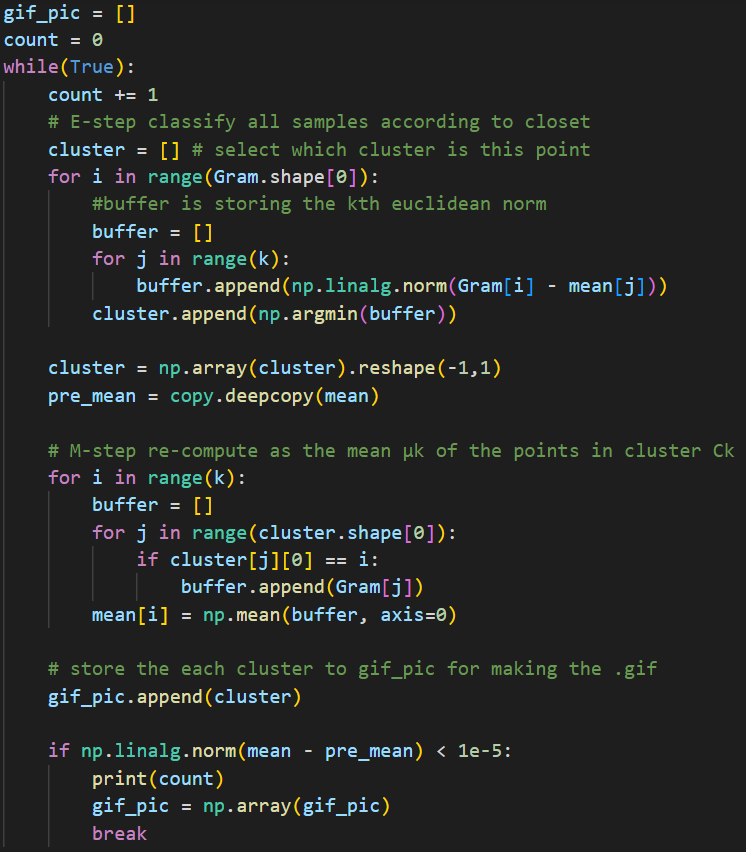 gif_pic = []
count = 0
while(True):
    count += 1
    # E-step classify all samples according to closet
    cluster = [] # select which cluster is this point
    for i in range(Gram.shape[0]):
        #buffer is storing the kth euclidean norm
        buffer = []
        for j in range(k):
            buffer.append(np.linalg.norm(Gram[i] - mean[j]))
        cluster.append(np.argmin(buffer))

    cluster = np.array(cluster).reshape(-1,1)
    pre_mean = copy.deepcopy(mean)

    # M-step re-compute as the mean μk of the points in cluster Ck
    for i in range(k):
        buffer = []
        for j in range(cluster.shape[0]):
            if cluster[j][0] == i:
                buffer.append(Gram[j])
        mean[i] = np.mean(buffer, axis=0)

    # store the each cluster to gif_pic for making the .gif
    gif_pic.append(cluster)

    if np.linalg.norm(mean - pre_mean) < 1e-5:
        print(count)
        gif_pic = np.array(gif_pic)
        break